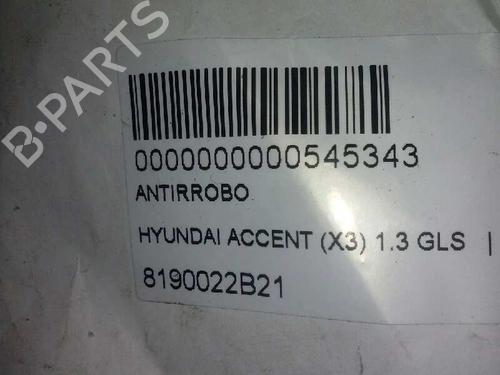 B-PARTS
0000000000545343
ANTIRROBO
HYUNDAI ACCENT (X3) 1.3 GLS |
8190022B21